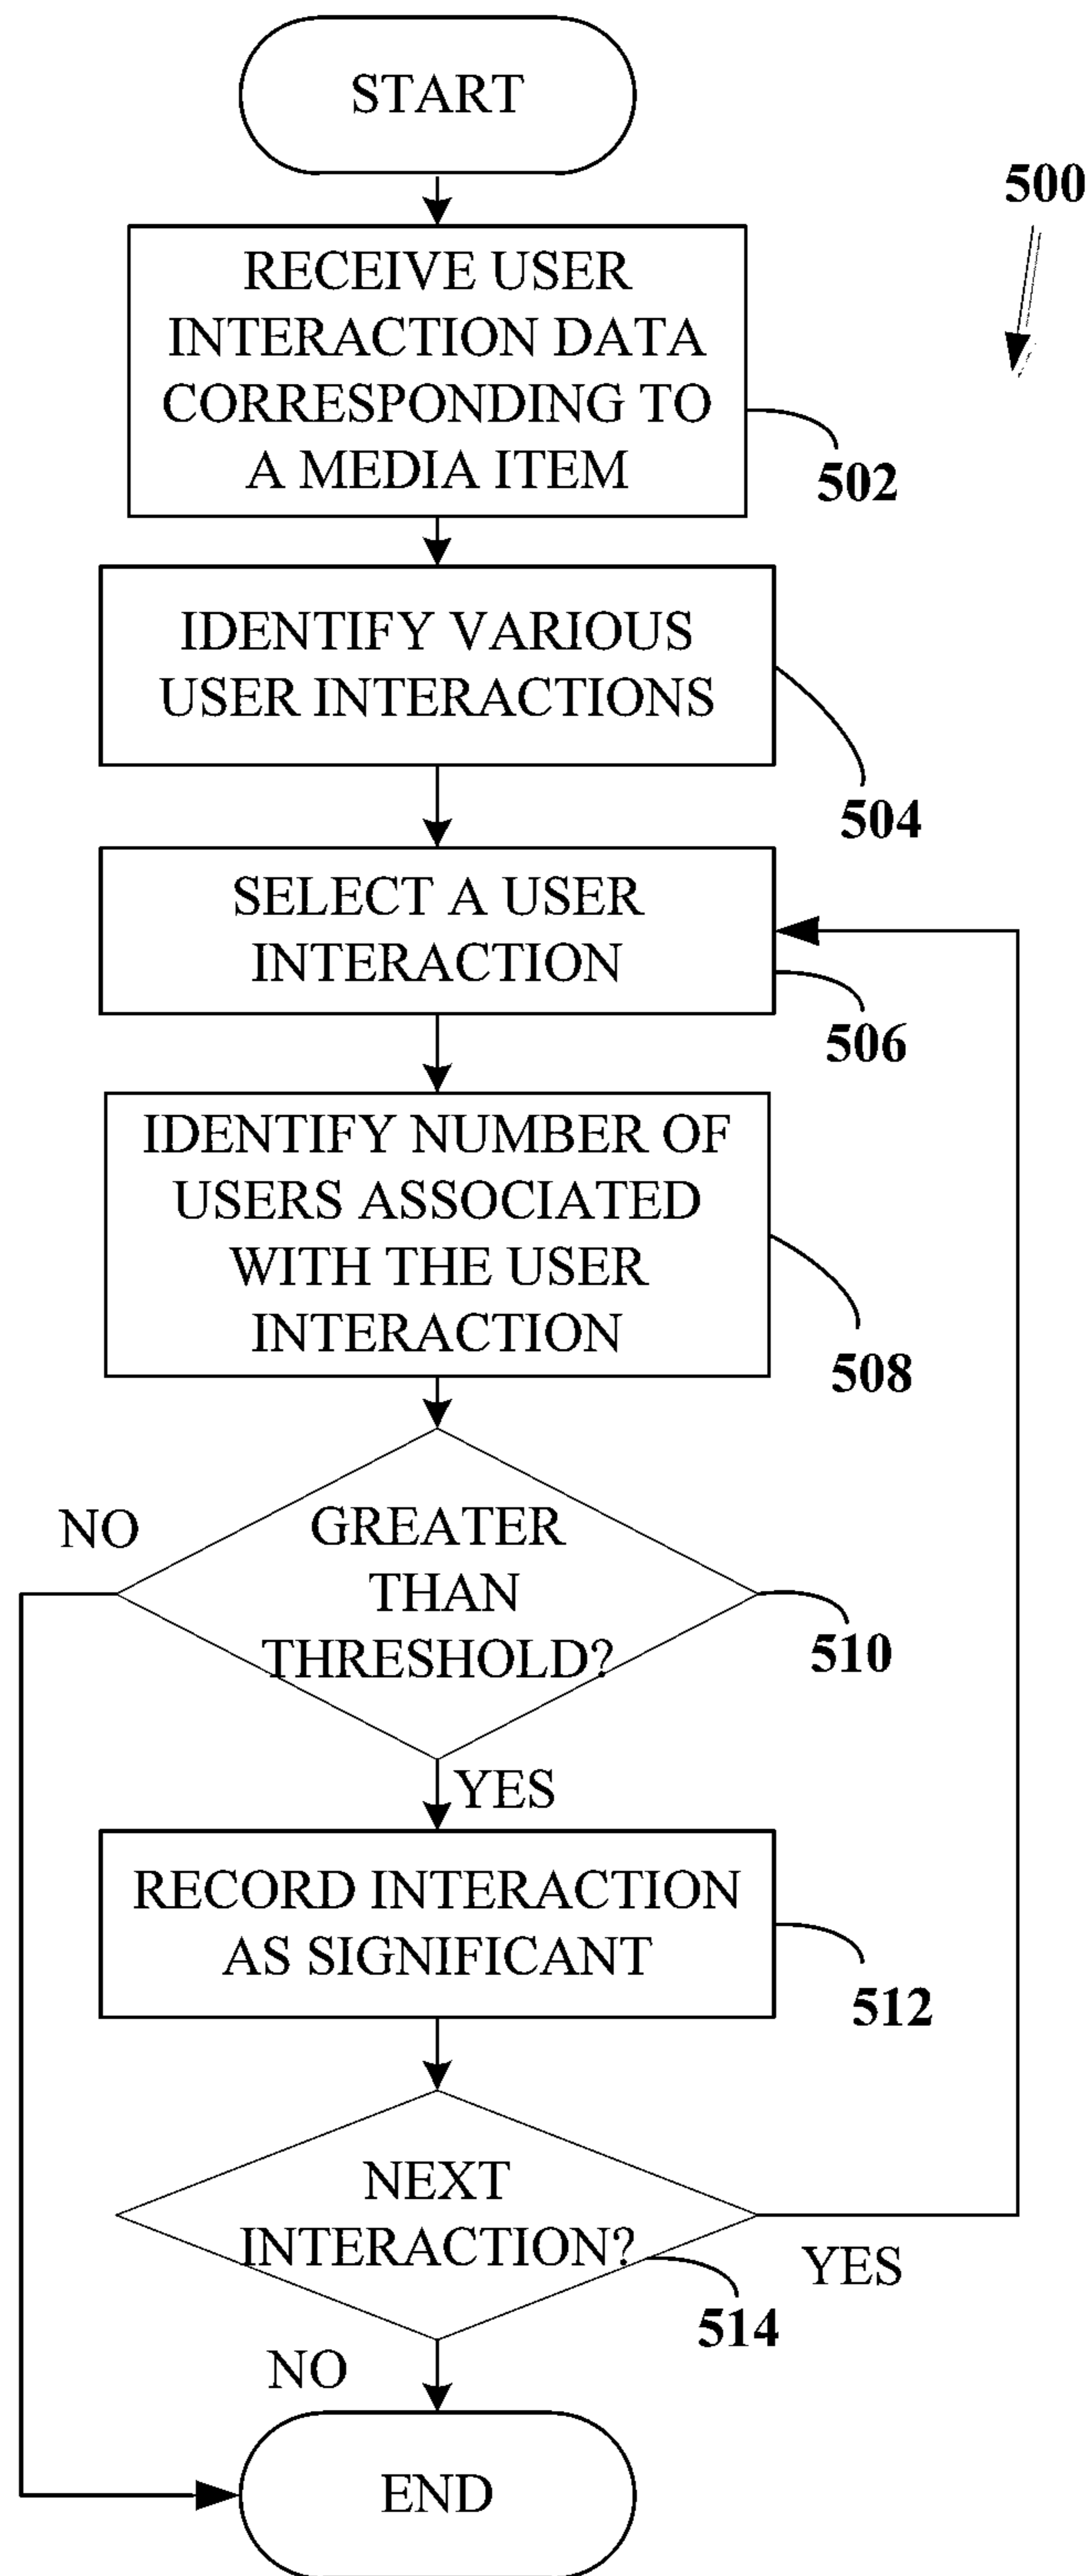 START
500
RECEIVE USER
INTERACTION DATA
CORRESPONDING TO
A MEDIA ITEM
502
IDENTIFY VARIOUS
USER INTERACTIONS
504
SELECT A USER
INTERACTION
506
IDENTIFY NUMBER OF
USERS ASSOCIATED
WITH THE USER
INTERACTION
508
NO
GREATER
THAN
THRESHOLD?
510
YES
RECORD INTERACTION
AS SIGNIFICANT
512
NEXT
INTERACTION?
YES
514
NO
END